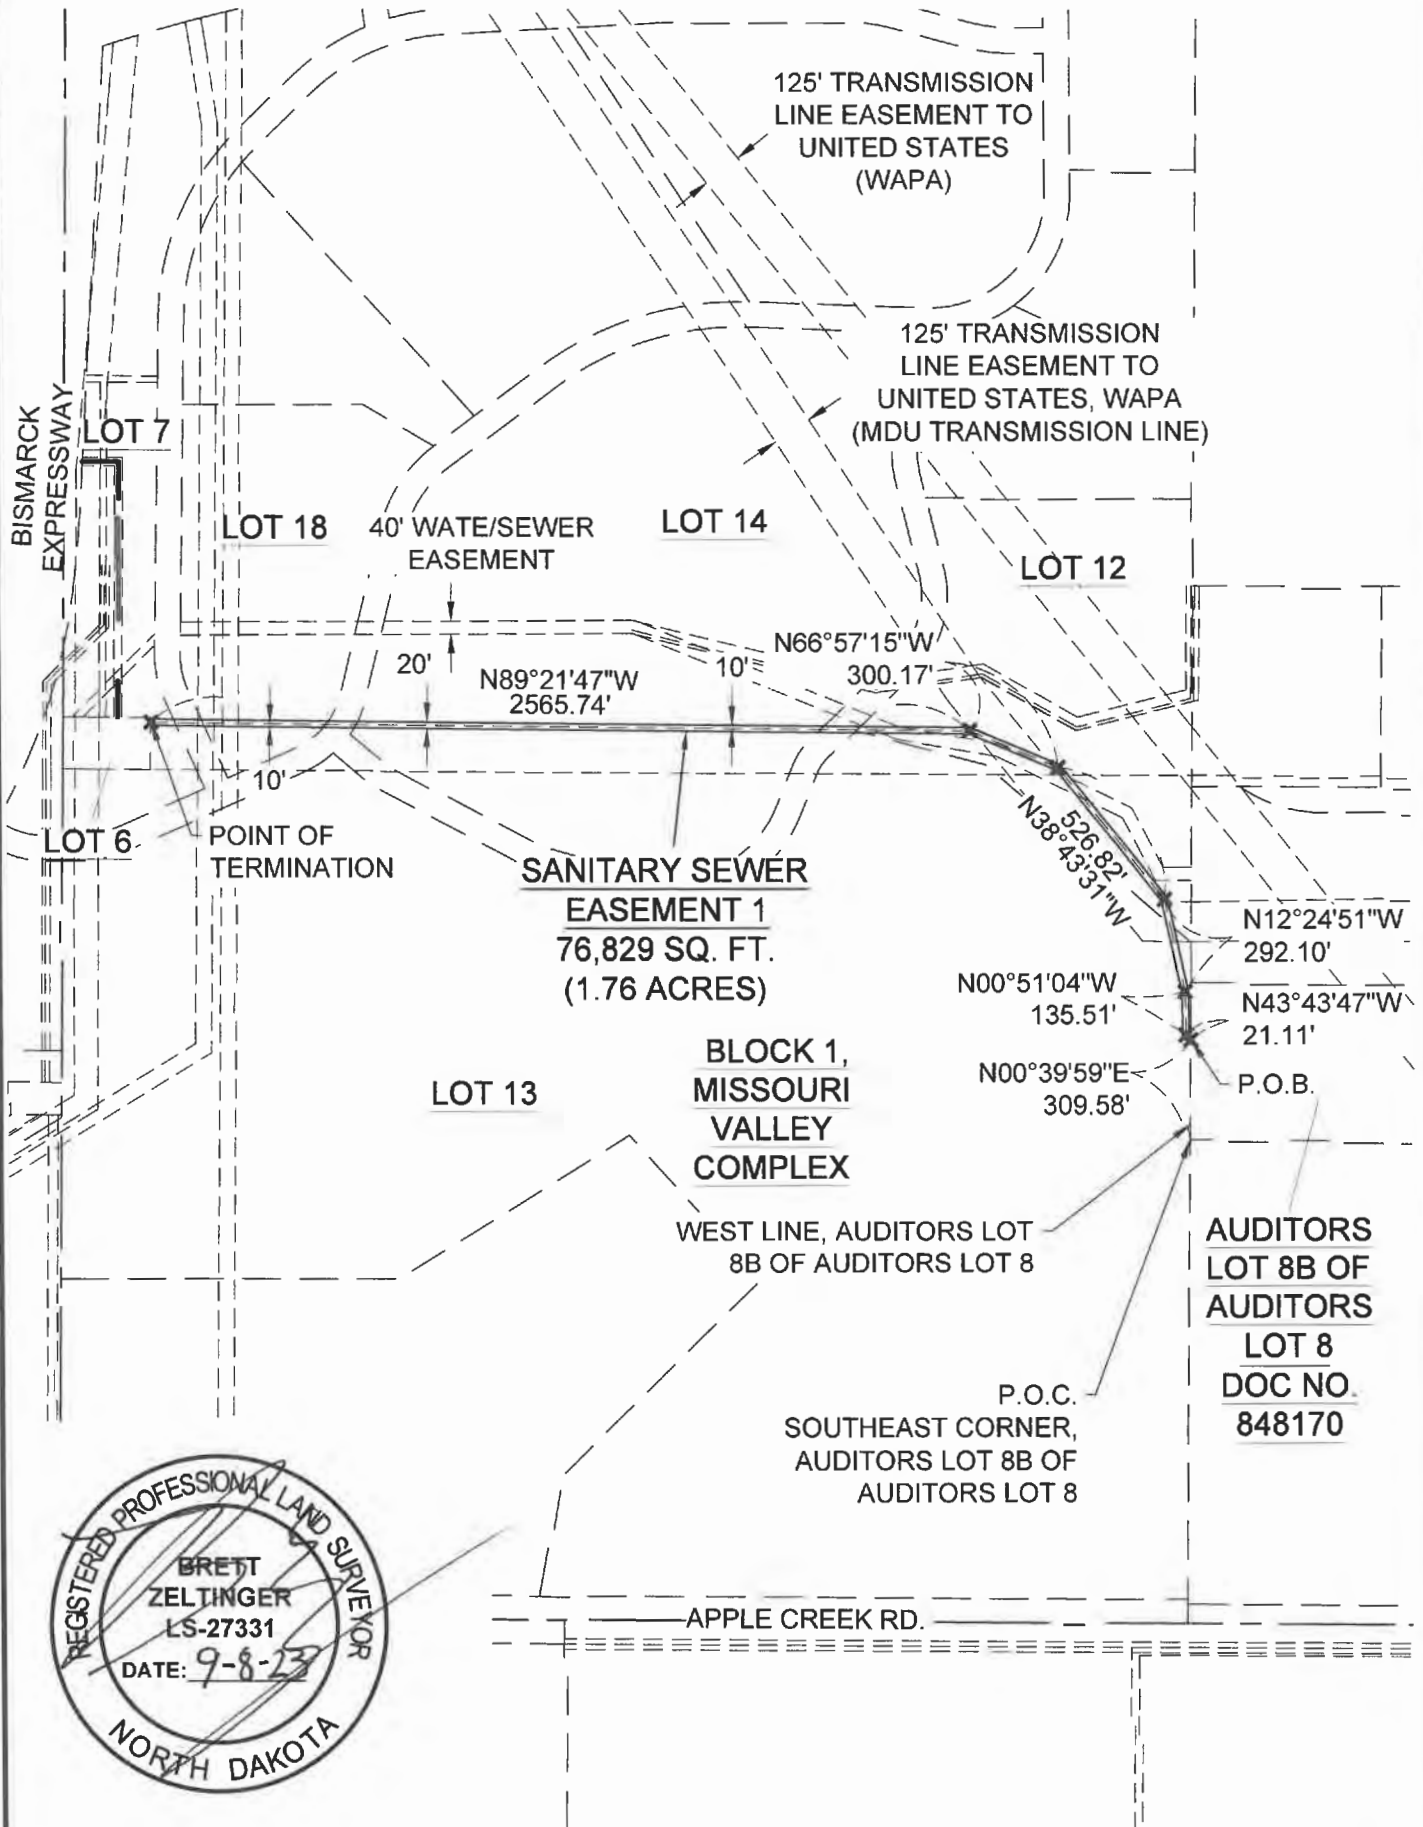 125' TRANSMISSION
LINE EASEMENT TO
UNITED STATES
(WAPA)
125' TRANSMISSION
LINE EASEMENT TO
UNITED STATES, WAPA
(MDU TRANSMISSION LINE)
BISMARCK
EXPRESSWAY
LOT 7
LOT 18
40' WATE/SEWER
EASEMENT
LOT 14
LOT 12
N66°57'15"W
300.17'
20'
N89°21'47"W
2565.74'
10'
10'
LOT 6
POINT OF
TERMINATION
SANITARY SEWER
EASEMENT 1
76,829 SQ. FT.
(1.76 ACRES)
526.82'
N38°43'31"W
N12°24'51"W
292.10'
N00°51'04"W
135.51'
N43°43'47"W
21.11'
N00°39'59"E
309.58'
P.O.B.
LOT 13
BLOCK 1,
MISSOURI
VALLEY
COMPLEX
WEST LINE, AUDITORS LOT
8B OF AUDITORS LOT 8
AUDITORS
LOT 8B OF
AUDITORS
LOT 8
DOC NO.
848170
P.O.C.
SOUTHEAST CORNER,
AUDITORS LOT 8B OF
AUDITORS LOT 8
REGISTERED PROFESSIONAL LAND SURVEYOR
BRETT
ZELTINGER
LS-27331
DATE: 9-8-23
NORTH DAKOTA
APPLE CREEK RD.